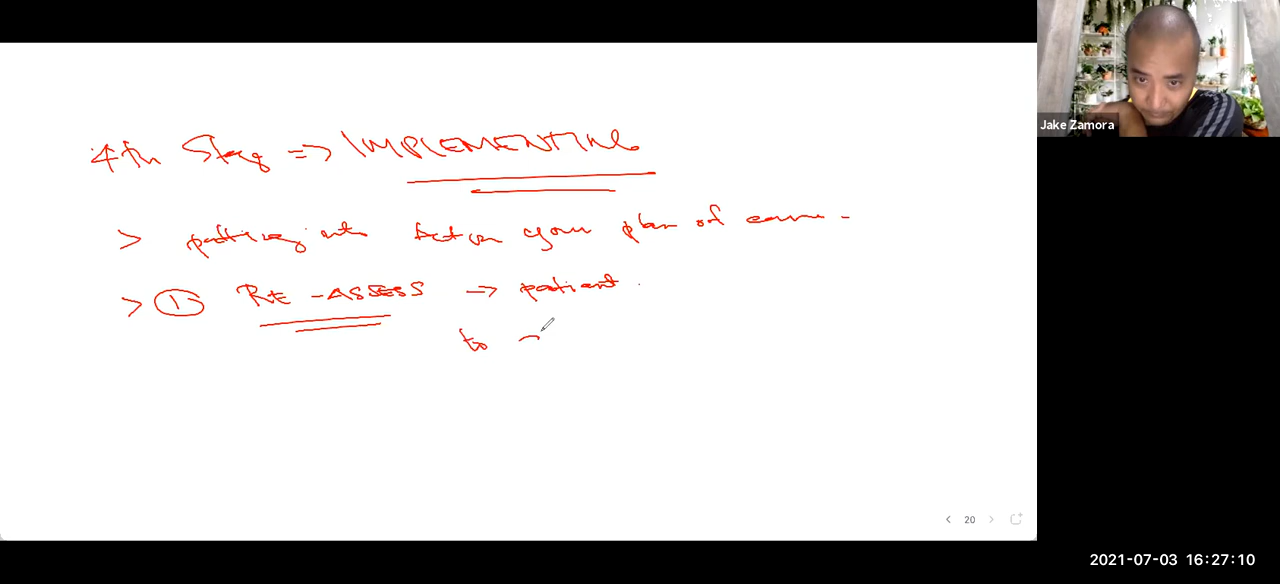 4th Stag => IMPLEMENTING
> putting into Action your plan of care -
> ① RE-ASSESS -> patient.
to
Jake Zamora
20
2021-07-03 16:27:10